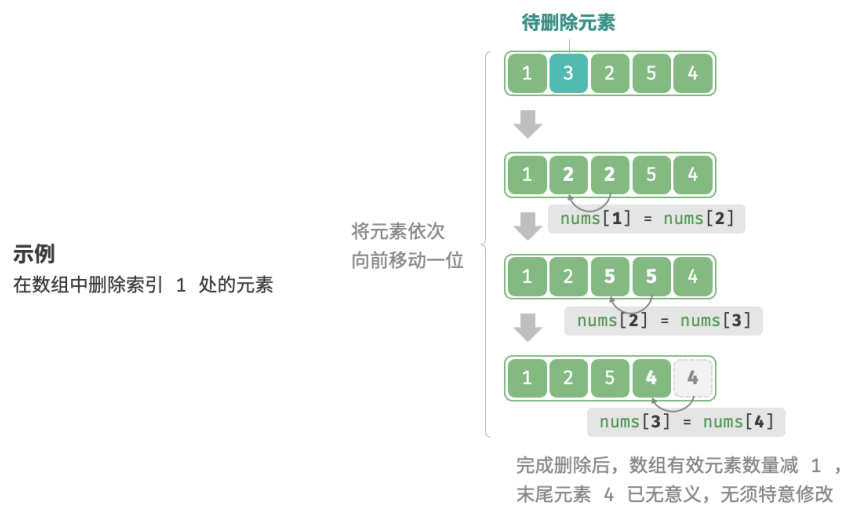 待删除元素
1 3 2 5 4
1 2 2 5 4
nums[1] = nums[2]
将元素依次
向前移动一位
示例
在数组中删除索引 1 处的元素
1 2 5 5 4
nums[2] = nums[3]
1 2 5 4 4
nums[3] = nums[4]
完成删除后，数组有效元素数量减 1 ，
末尾元素 4 已无意义，无须特意修改